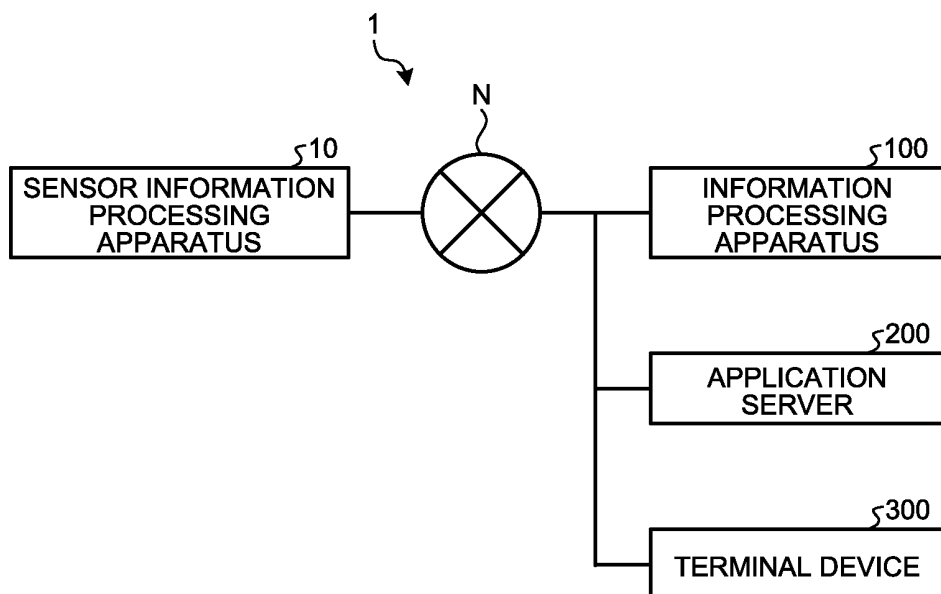 1
N
10
SENSOR INFORMATION
PROCESSING
APPARATUS
100
INFORMATION
PROCESSING
APPARATUS
200
APPLICATION
SERVER
300
TERMINAL DEVICE